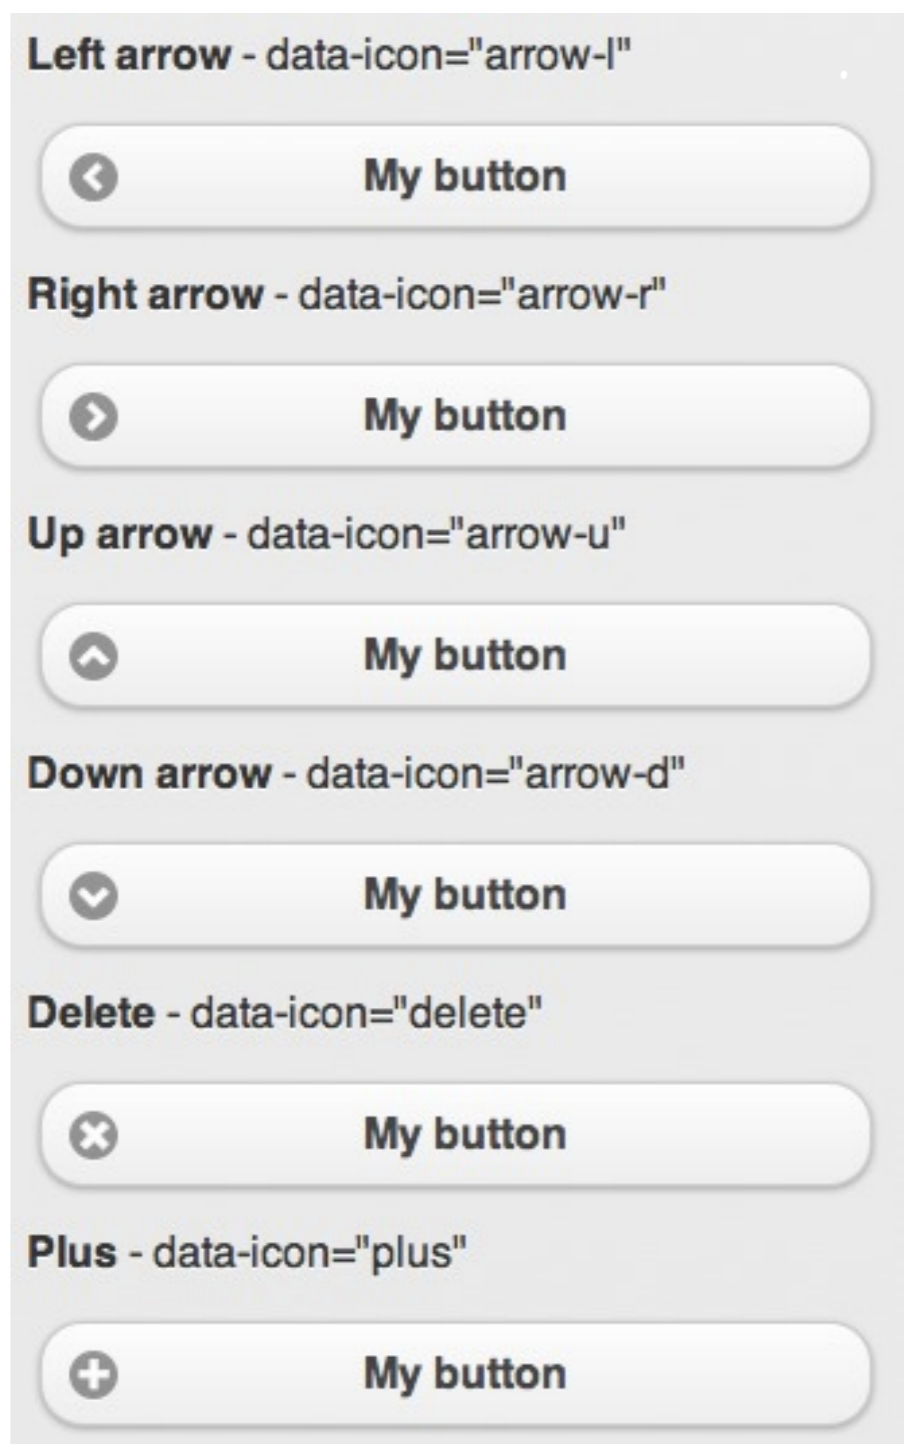 Left arrow - data-icon="arrow-l"
My button
Right arrow - data-icon="arrow-r"
My button
Up arrow - data-icon="arrow-u"
My button
Down arrow - data-icon="arrow-d"
My button
Delete - data-icon="delete"
My button
Plus - data-icon="plus"
My button